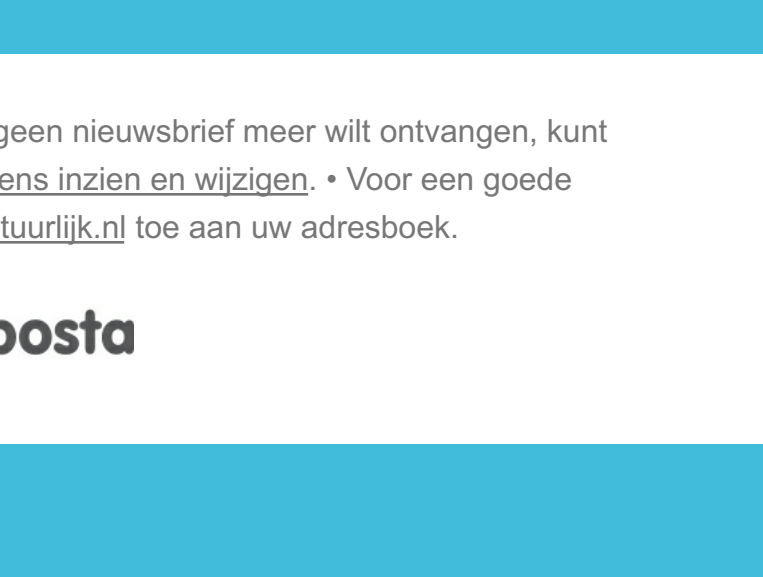 geen nieuwsbrief meer wilt ontvangen, kunt
ens inzien en wijzigen. • Voor een goede
tuurlijk.nl toe aan uw adresboek.
posta